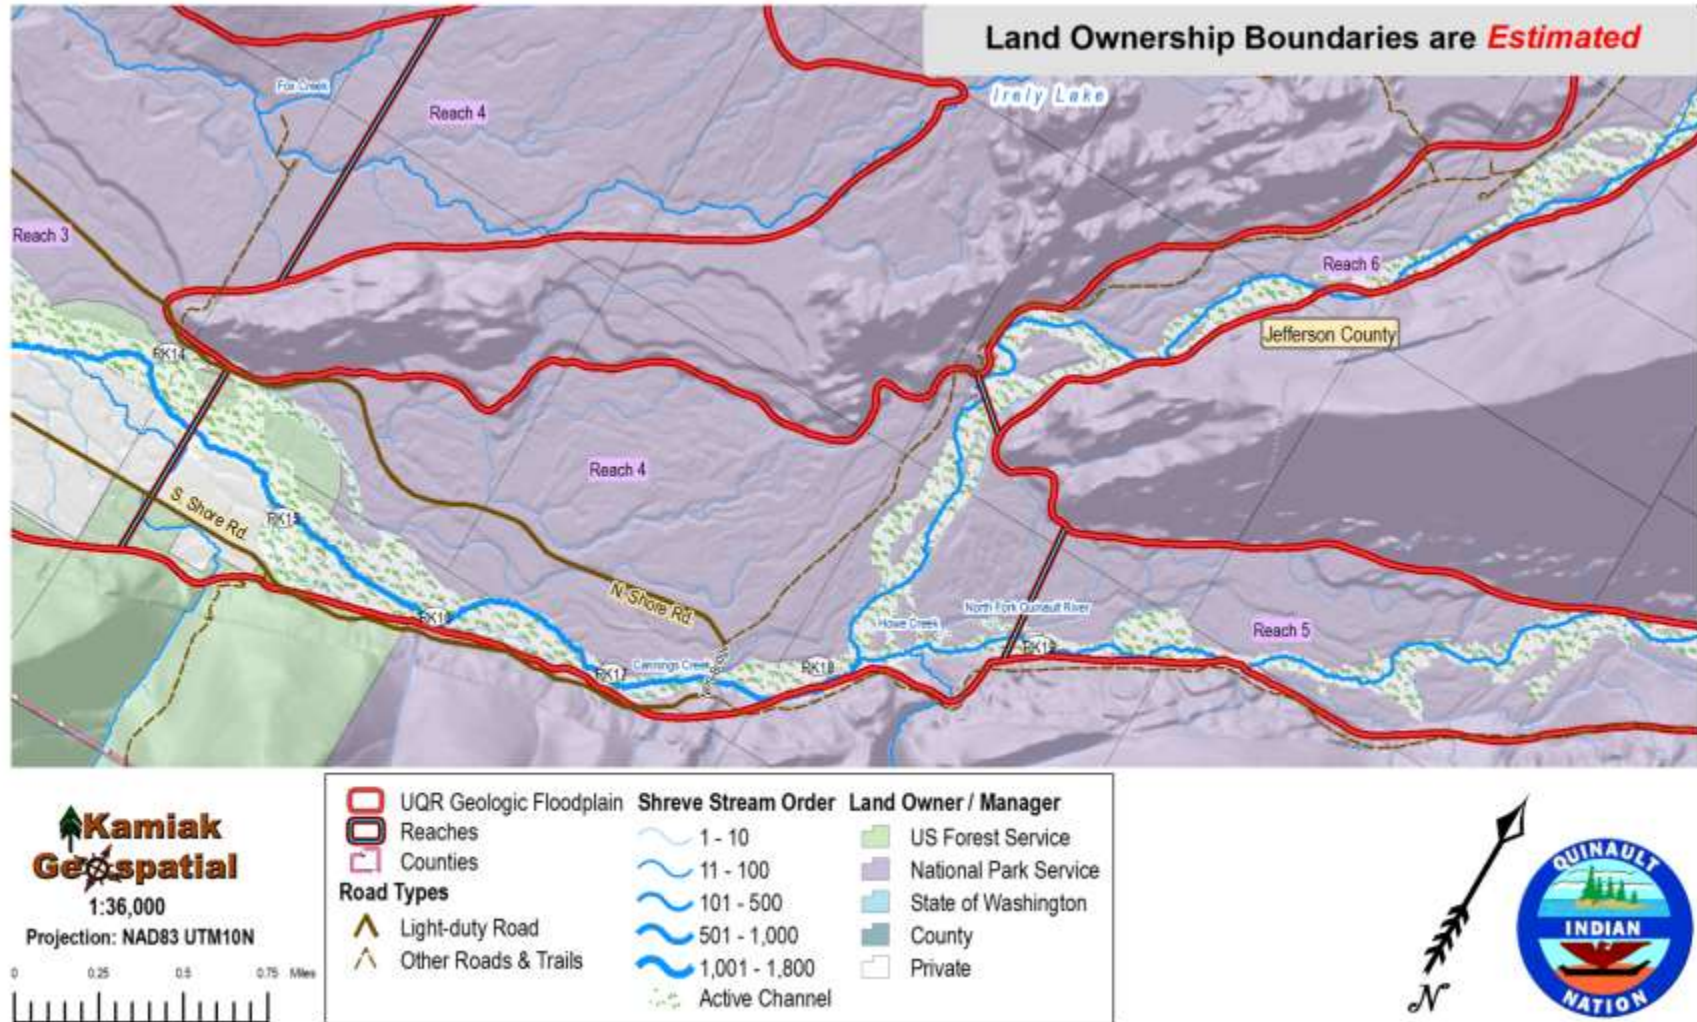 Land Ownership Boundaries are Estimated
Fox Creek
Irely Lake
Reach 4
Reach 3
Reach 6
Jefferson County
RK14
Reach 4
S. Shore Rd.
RK15
N. Shore Rd.
North Fork Quinault River
RK16
Howe Creek
Reach 5
RK17
Cannings Creek
RK18
RK19
Kamiak
Geospatial
1:36,000
Projection: NAD83 UTM10N
0 0.25 0.5 0.75 Miles
UQR Geologic Floodplain
Reaches
Counties
Road Types
Light-duty Road
Other Roads & Trails
Shreve Stream Order
1 - 10
11 - 100
101 - 500
501 - 1,000
1,001 - 1,800
Active Channel
Land Owner / Manager
US Forest Service
National Park Service
State of Washington
County
Private
N
QUINAULT
INDIAN
NATION